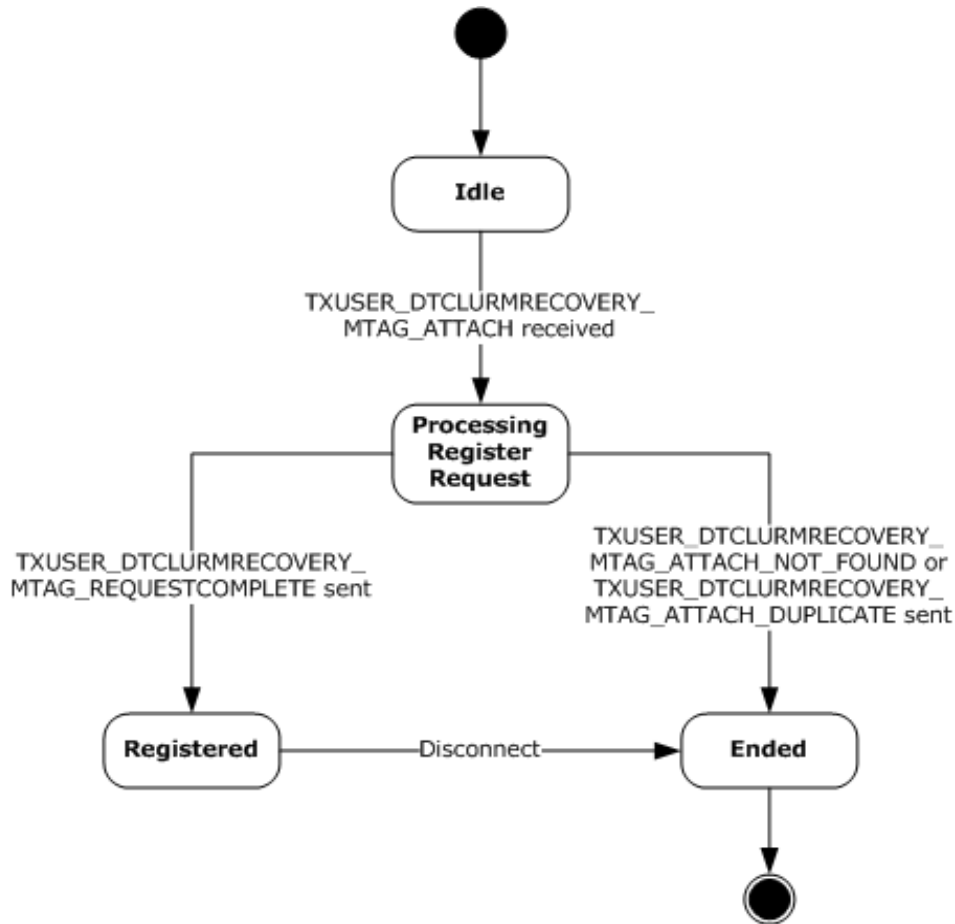 Idle
TXUSER_DTCLURMRECOVERY_
MTAG_ATTACH received
Processing
Register
Request
TXUSER_DTCLURMRECOVERY_
MTAG_REQUESTCOMPLETE sent
TXUSER_DTCLURMRECOVERY_
MTAG_ATTACH_NOT_FOUND or
TXUSER_DTCLURMRECOVERY_
MTAG_ATTACH_DUPLICATE sent
Registered
Disconnect
Ended